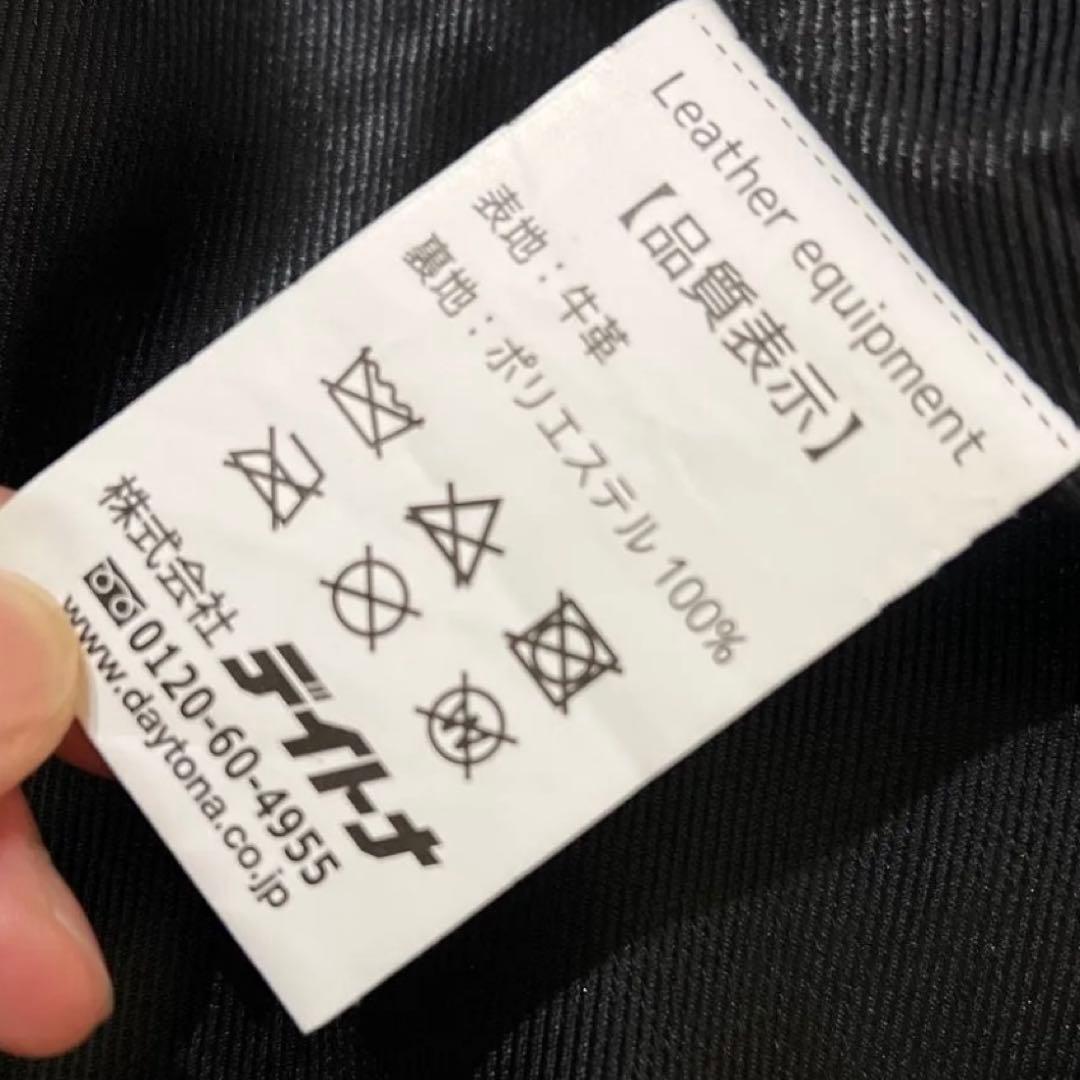 Leather equipment
【品質表示】
表地：牛革
裏地：ポリエステル 100%
W
株式会社 デイトナ
0120-60-4955
www.daytona.co.jp